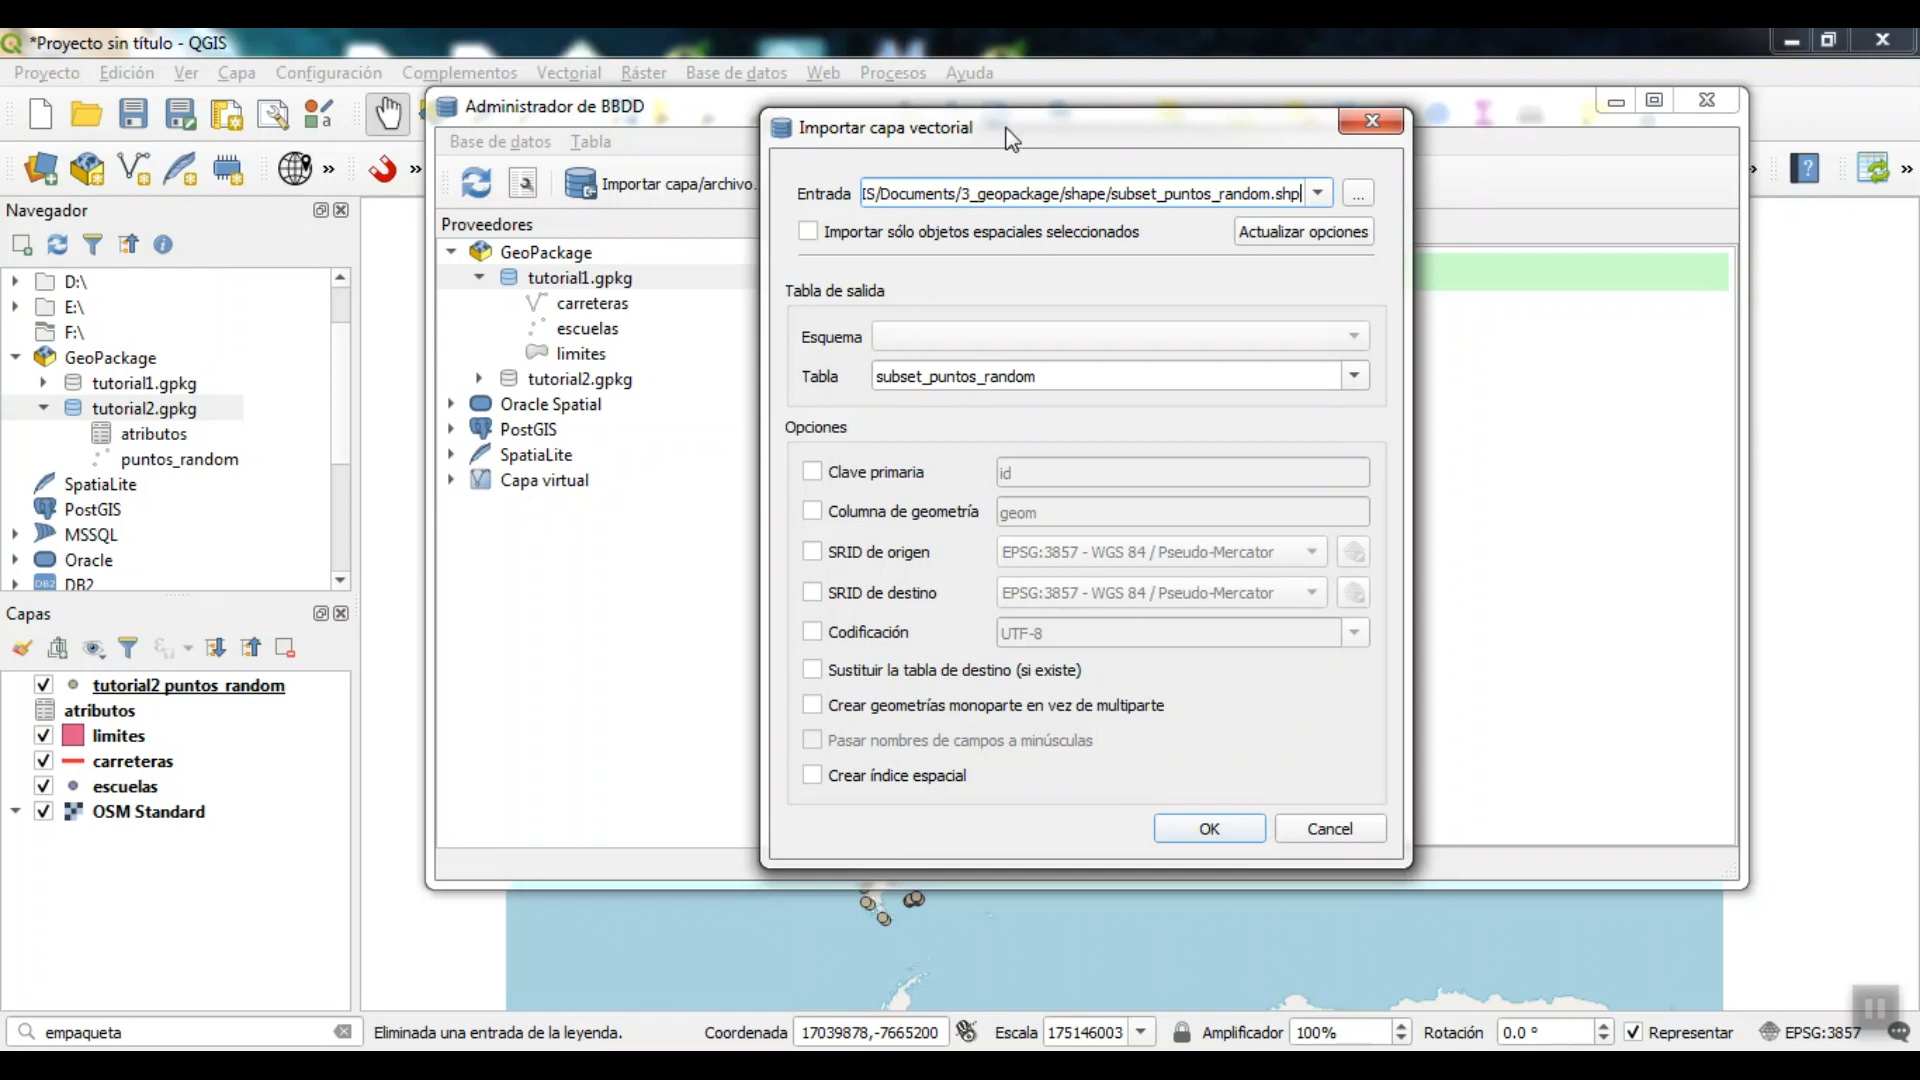 *Proyecto sin título - QGIS
Proyecto Edición Ver Capa Configuración Complementos Vectorial Ráster Base de datos Web Procesos Ayuda
Administrador de BBDD
Base de datos Tabla
Importar capa/archivo.
Proveedores
GeoPackage
tutorial1.gpkg
carreteras
escuelas
limites
tutorial2.gpkg
Oracle Spatial
PostGIS
SpatiaLite
Capa virtual
Importar capa vectorial
Entrada IS/Documents/3_geopackage/shape/subset_puntos_random.shp ...
Importar sólo objetos espaciales seleccionados Actualizar opciones
Tabla de salida
Esquema
Tabla subset_puntos_random
Opciones
Clave primaria id
Columna de geometría geom
SRID de origen EPSG:3857 - WGS 84 / Pseudo-Mercator
SRID de destino EPSG:3857 - WGS 84 / Pseudo-Mercator
Codificación UTF-8
Sustituir la tabla de destino (si existe)
Crear geometrías monoparte en vez de multiparte
Pasar nombres de campos a minúsculas
Crear índice espacial
OK Cancel
Navegador
D:\
E:\
F:\
GeoPackage
tutorial1.gpkg
tutorial2.gpkg
atributos
puntos_random
SpatiaLite
PostGIS
MSSQL
Oracle
DB2 DB2
Capas
tutorial2 puntos_random
atributos
limites
carreteras
escuelas
OSM Standard
empaqueta Eliminada una entrada de la leyenda. Coordenada 17039878,-7665200 Escala 175146003 Amplificador 100% Rotación 0.0 ° Representar EPSG:3857